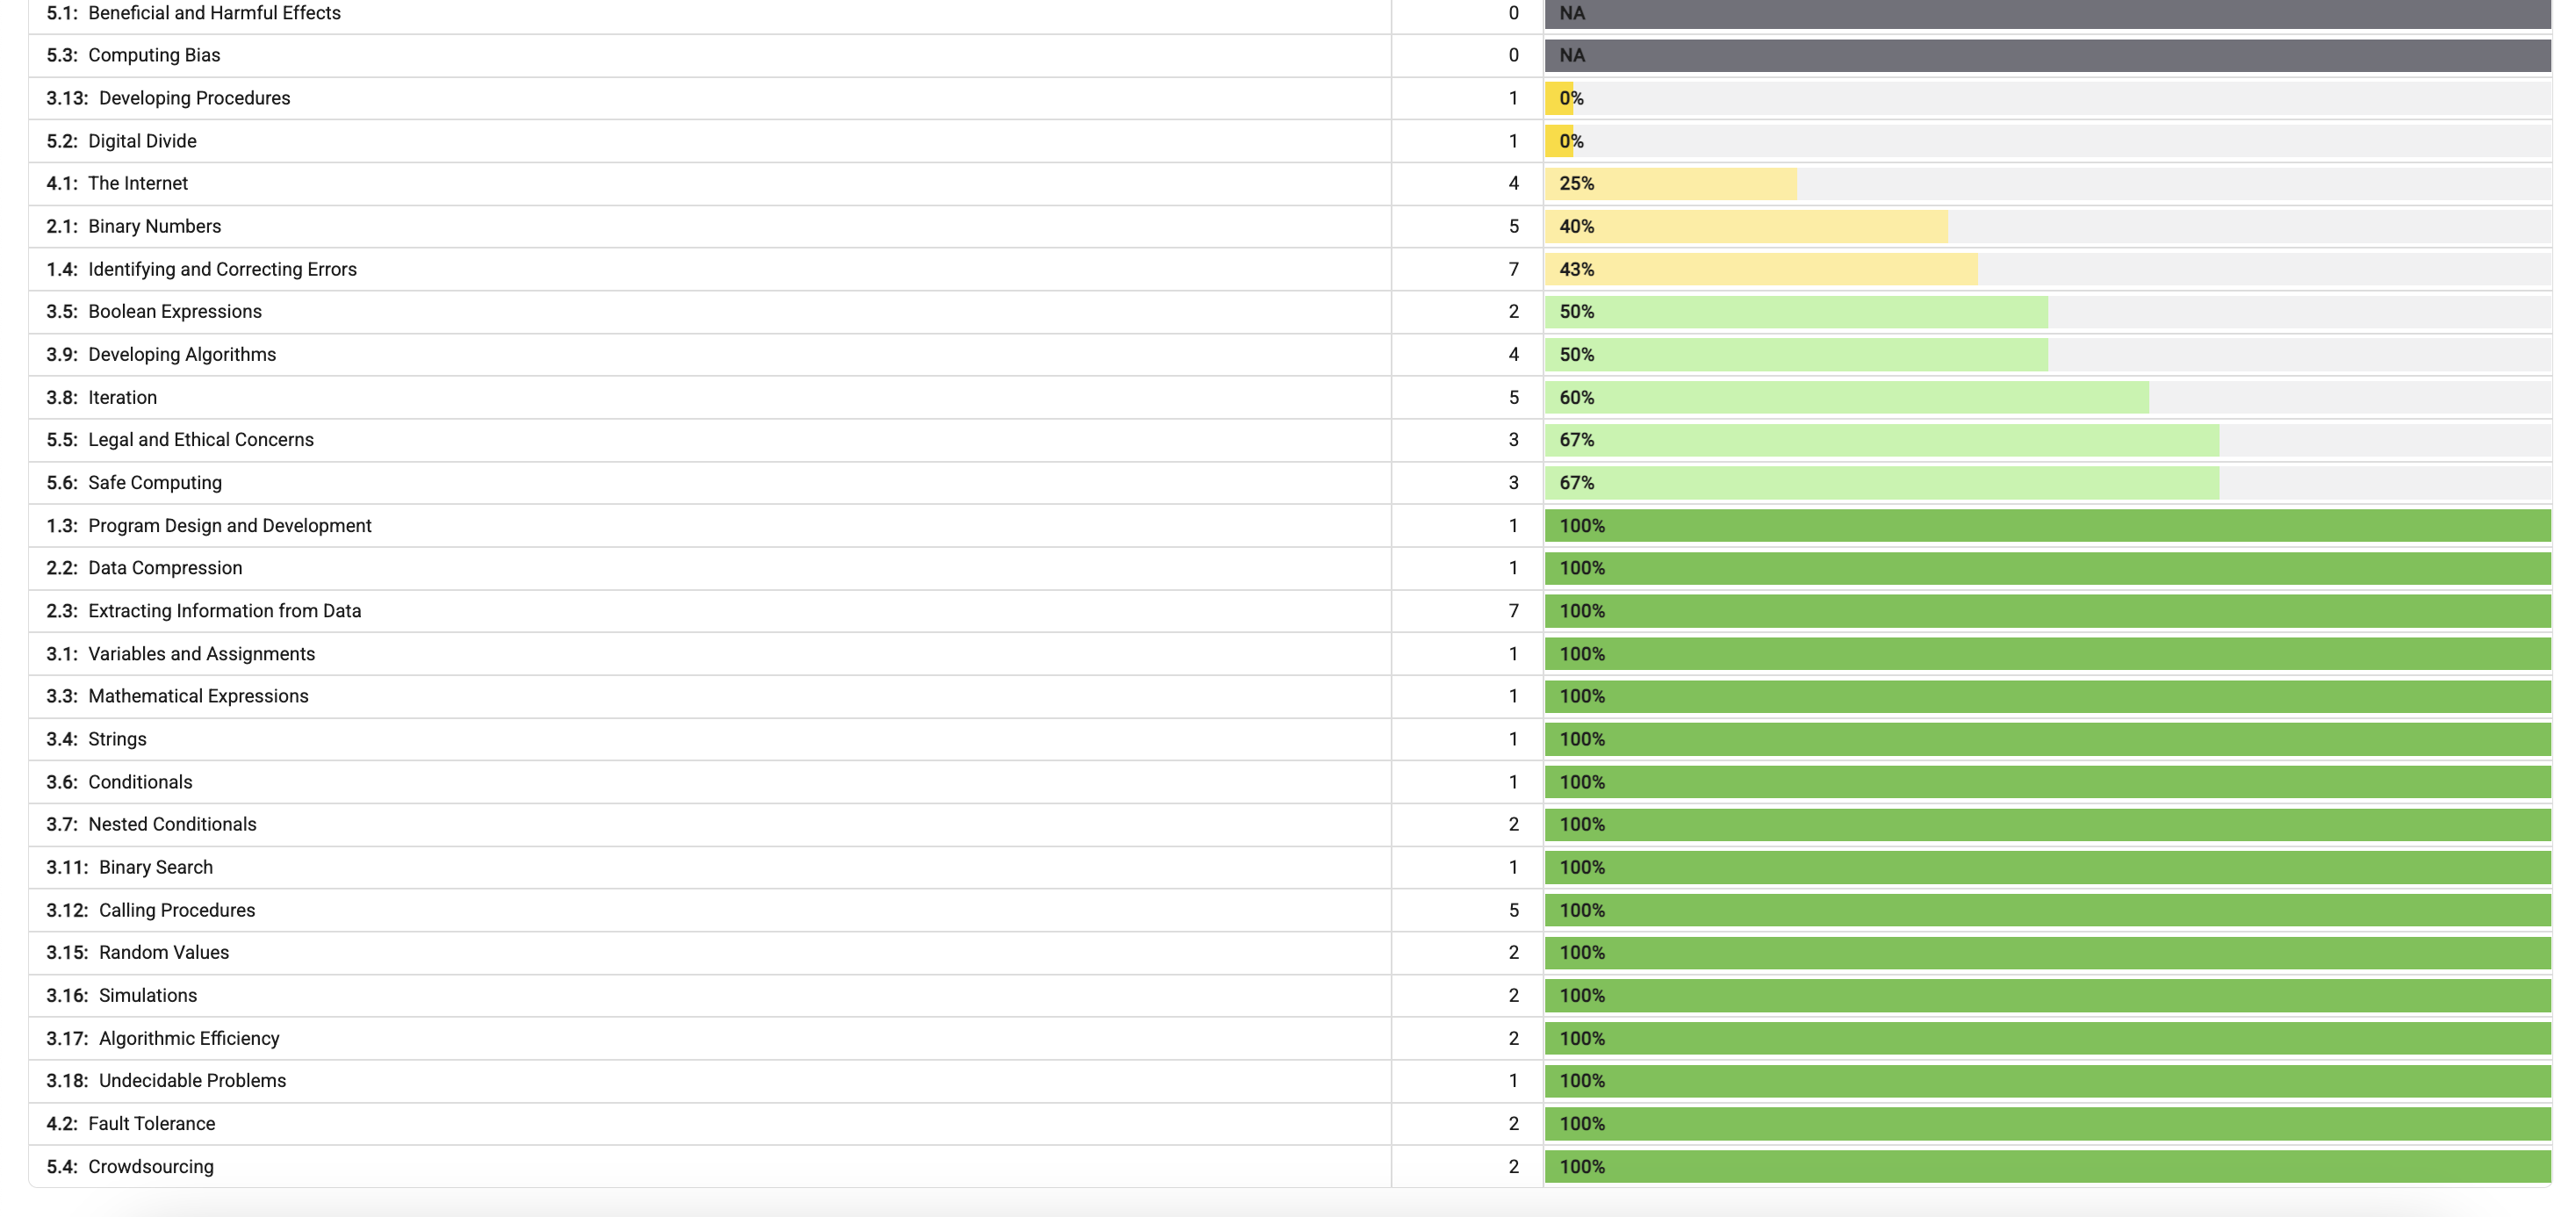 5.1: Beneficial and Harmful Effects 0 NA
5.3: Computing Bias 0 NA
3.13: Developing Procedures 1 0%
5.2: Digital Divide 1 0%
4.1: The Internet 4 25%
2.1: Binary Numbers 5 40%
1.4: Identifying and Correcting Errors 7 43%
3.5: Boolean Expressions 2 50%
3.9: Developing Algorithms 4 50%
3.8: Iteration 5 60%
5.5: Legal and Ethical Concerns 3 67%
5.6: Safe Computing 3 67%
1.3: Program Design and Development 1 100%
2.2: Data Compression 1 100%
2.3: Extracting Information from Data 7 100%
3.1: Variables and Assignments 1 100%
3.3: Mathematical Expressions 1 100%
3.4: Strings 1 100%
3.6: Conditionals 1 100%
3.7: Nested Conditionals 2 100%
3.11: Binary Search 1 100%
3.12: Calling Procedures 5 100%
3.15: Random Values 2 100%
3.16: Simulations 2 100%
3.17: Algorithmic Efficiency 2 100%
3.18: Undecidable Problems 1 100%
4.2: Fault Tolerance 2 100%
5.4: Crowdsourcing 2 100%